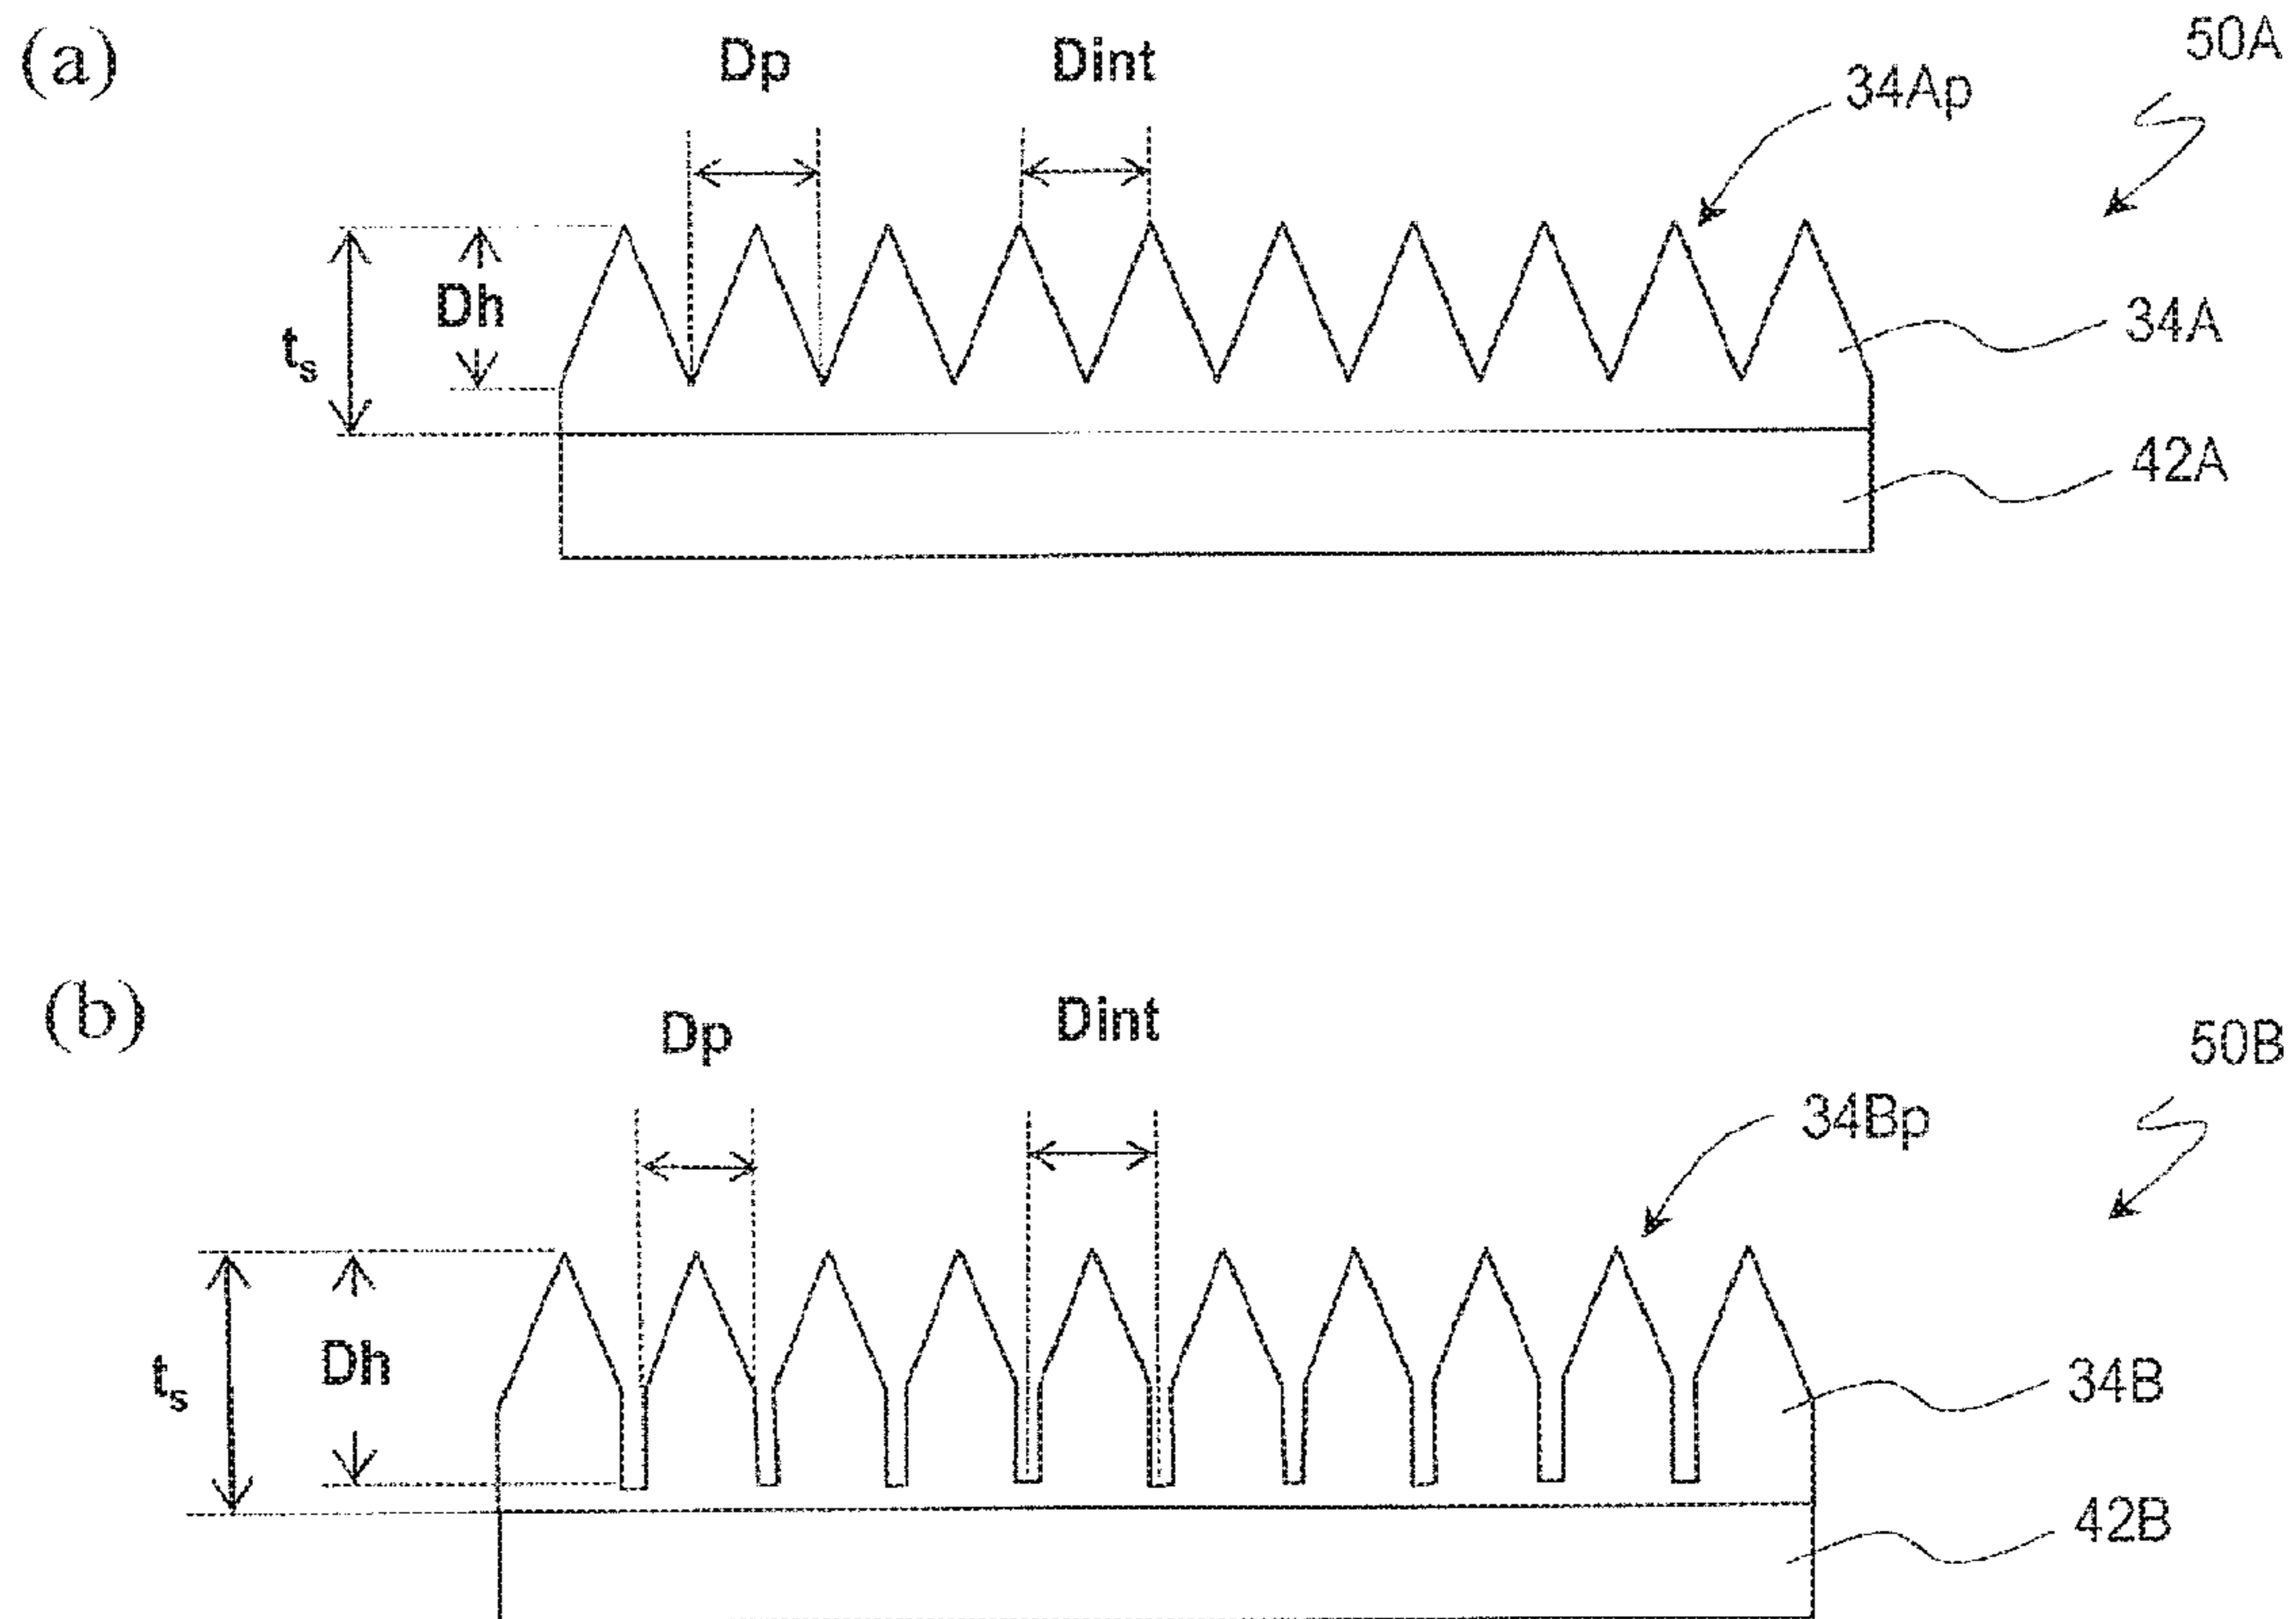 (a)
Dp
Dint
34Ap
50A
Dh
ts
34A
42A
(b)
Dp
Dint
34Bp
50B
Dh
ts
34B
42B